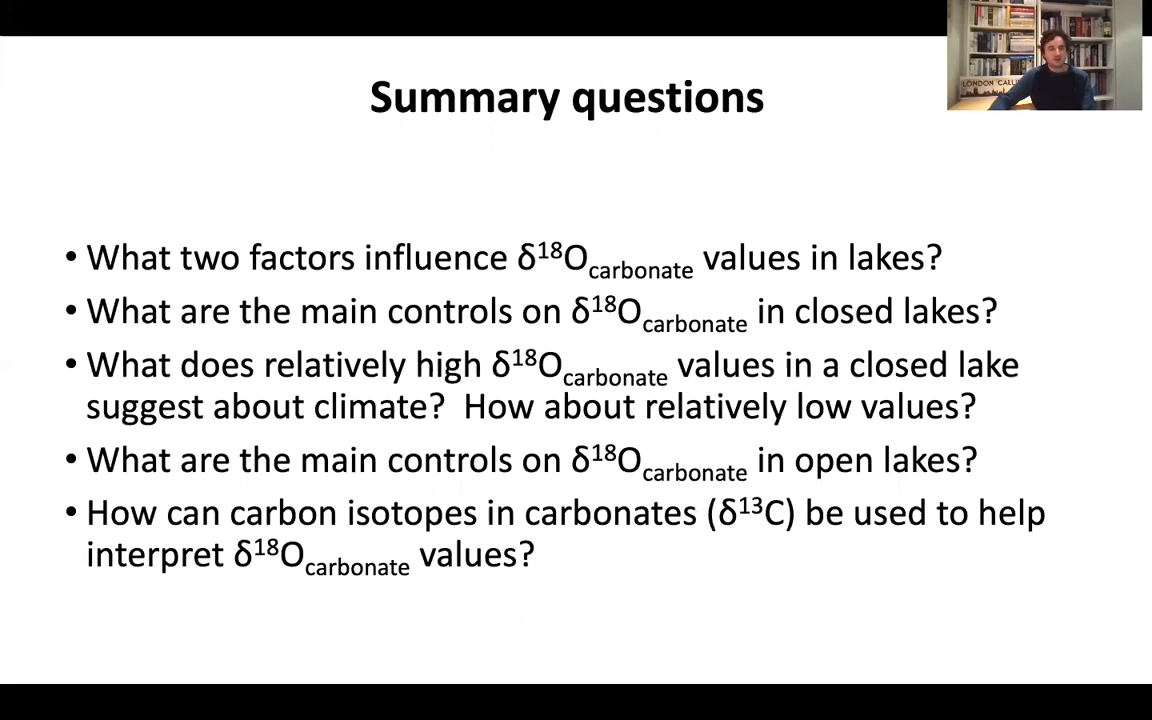 LONDON CALLI
Summary questions
• What two factors influence δ¹⁸Ocarbonate values in lakes?
• What are the main controls on δ¹⁸Ocarbonate in closed lakes?
• What does relatively high δ¹⁸Ocarbonate values in a closed lake
suggest about climate? How about relatively low values?
• What are the main controls on δ¹⁸Ocarbonate in open lakes?
• How can carbon isotopes in carbonates (δ¹³C) be used to help
interpret δ¹⁸Ocarbonate values?